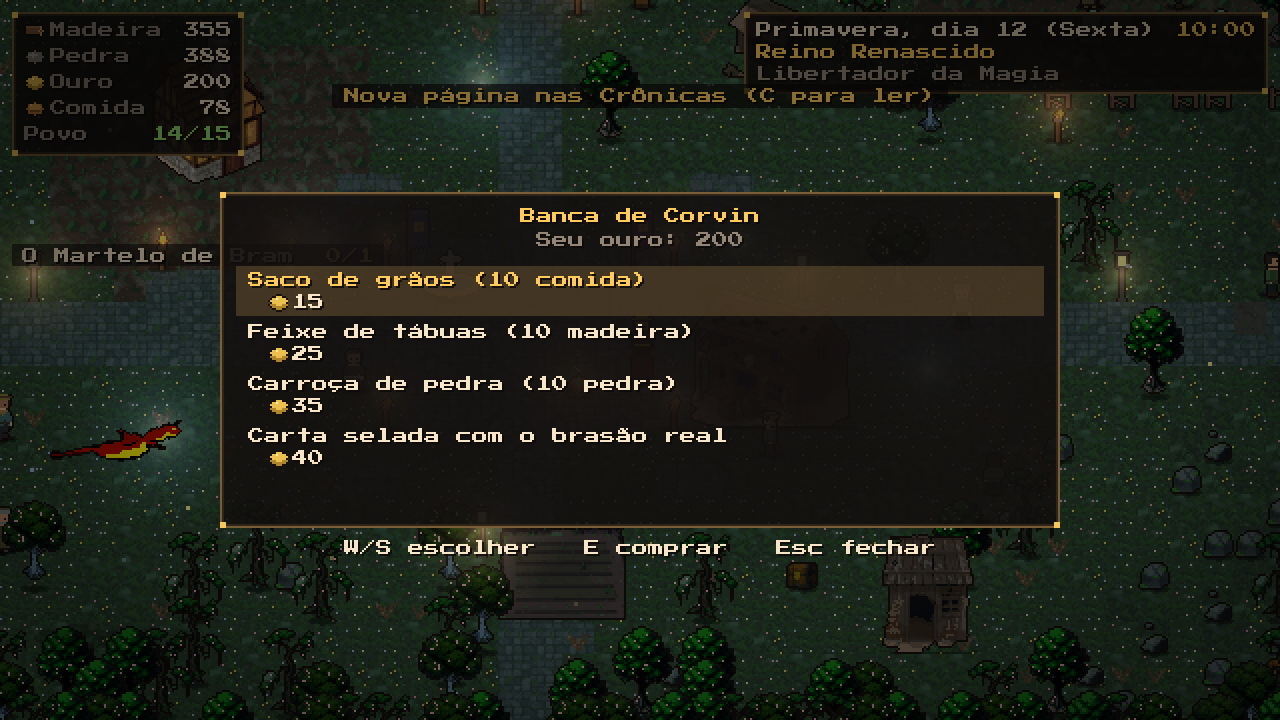 Madeira 355
Pedra 388
Ouro 200
Comida 78
Povo 14/15
Primavera, dia 12 (Sexta) 10:00
Reino Renascido
Libertador da Magia
Nova página nas Crônicas (C para ler)
O Martelo de Bram 0/1
Banca de Corvin
Seu ouro: 200
Saco de grãos (10 comida)
15
Feixe de tábuas (10 madeira)
25
Carroça de pedra (10 pedra)
35
Carta selada com o brasão real
40
W/S escolher E comprar Esc fechar